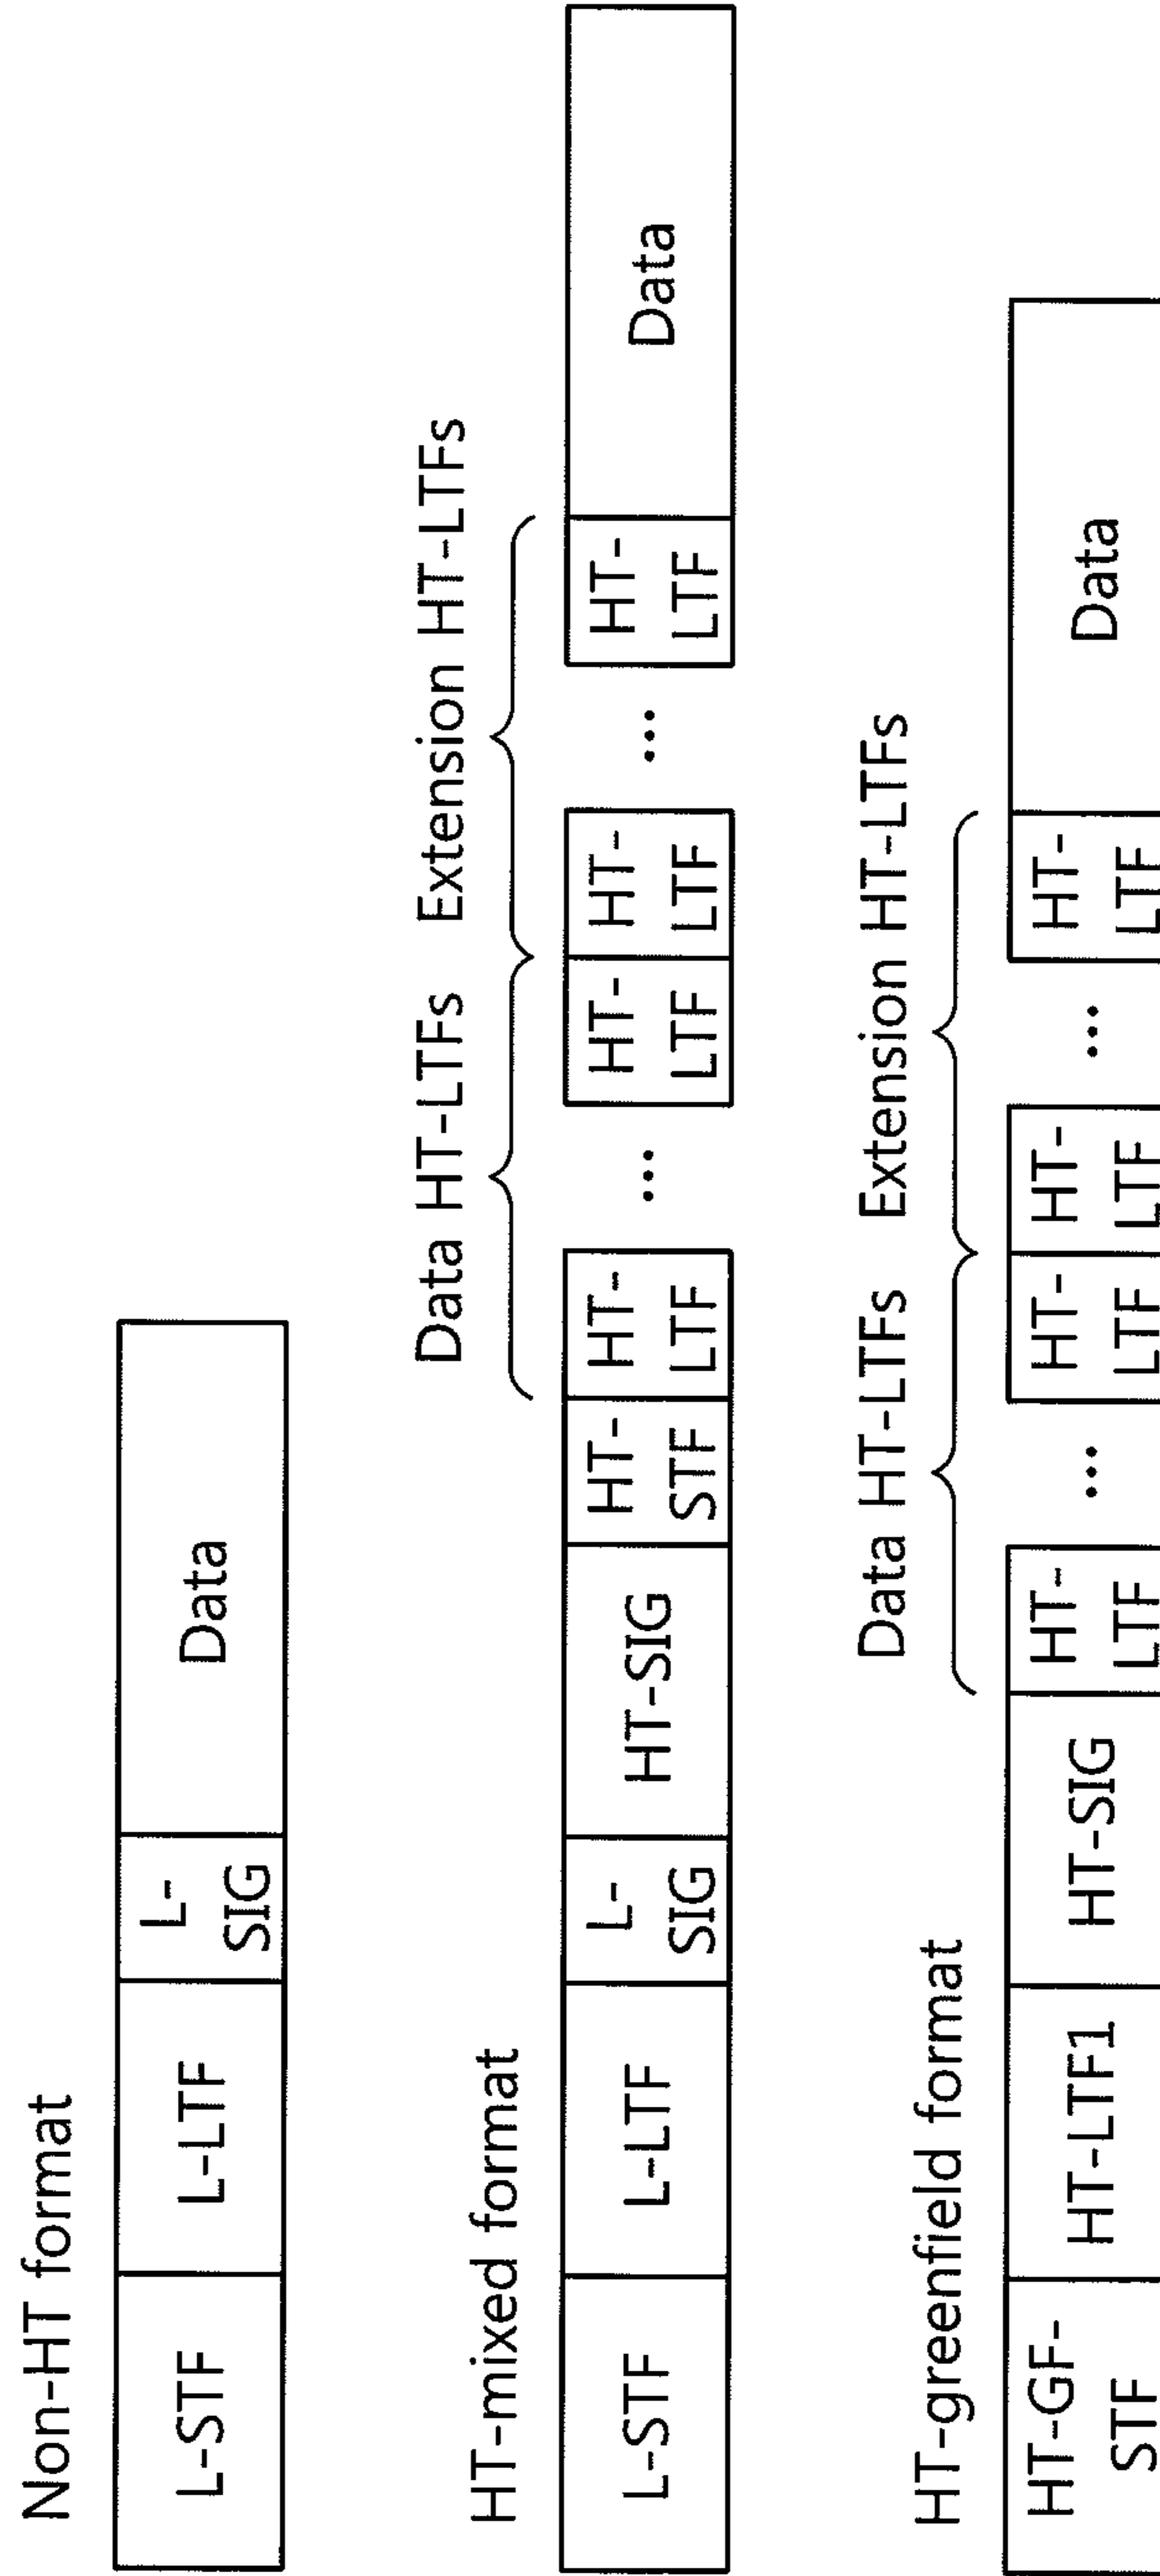 Non-HT format
L-STF
L-LTF
L-
SIG
Data
HT-mixed format
Data HT-LTFs
Extension HT-LTFs
L-STF
L-LTF
L-
SIG
HT-SIG
HT-
STF
HT-
LTF
...
HT-
LTF
HT-
LTF
...
HT-
LTF
Data
HT-greenfield format
Data HT-LTFs
Extension HT-LTFs
HT-GF-
STF
HT-LTF1
HT-SIG
HT-
LTF
...
HT-
LTF
HT-
LTF
...
HT-
LTF
Data